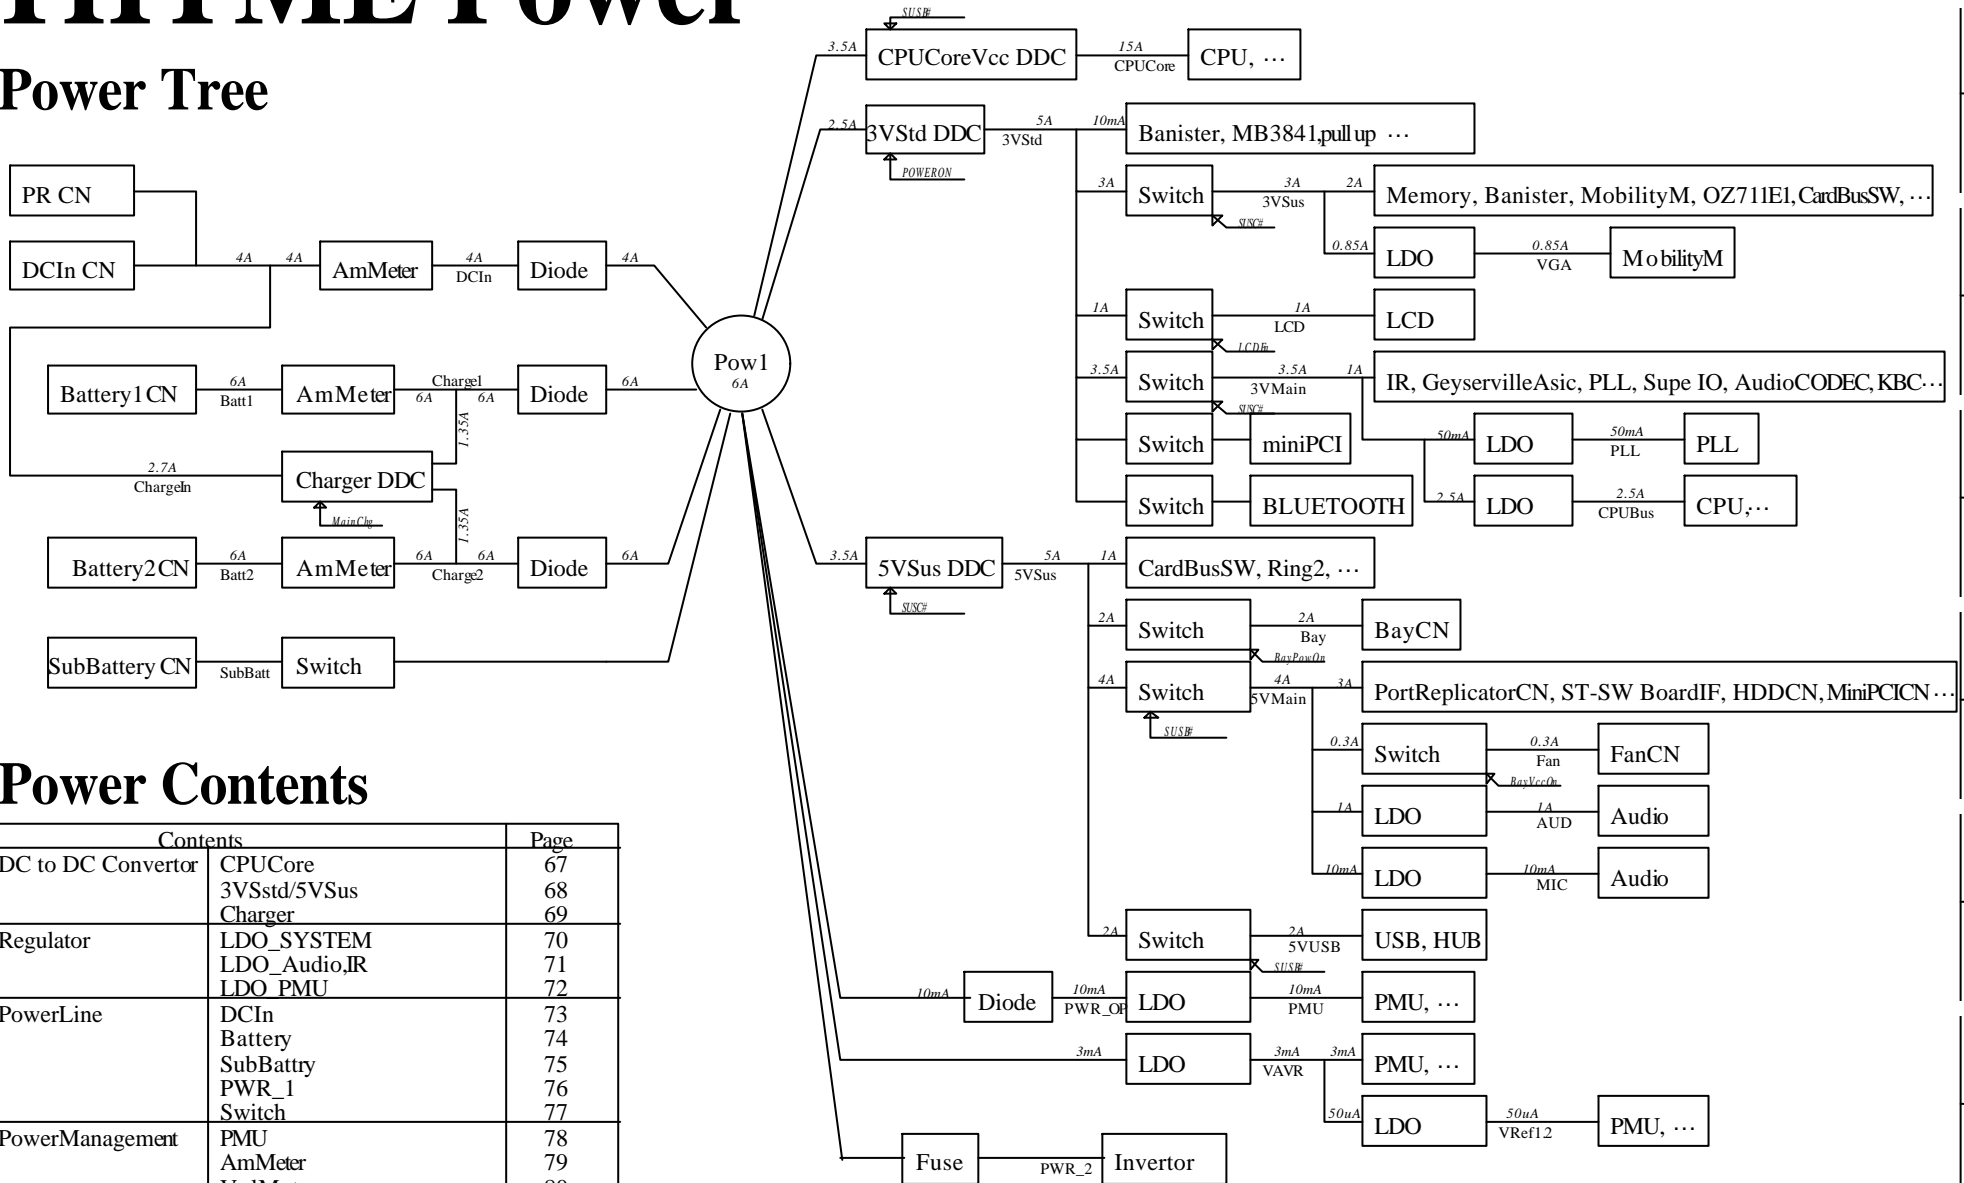 Power Tree
SUSB#
3.5A
CPUCoreVcc DDC
15A
CPUCore
CPU, ···
2.5A
3VStd DDC
5A
3VStd
10mA
Banister, MB3841,pullup ···
POWERON
PR CN
3A
Switch
3A
3VSus
2A
Memory, Banister, MobilityM, OZ711E1,CardBusSW, ···
SUSC#
0.85A
LDO
0.85A
VGA
MobilityM
DCIn CN
4A
4A
AmMeter
4A
DCIn
Diode
4A
1A
Switch
1A
LCD
LCD
Pow1
6A
3.5A
Switch
3.5A
3VMain
1A
IR, GeyservilleAsic, PLL, Supe IO, AudioCODEC,KBC···
SUSC#
Battery1CN
6A
Batt1
AmMeter
Charge1
6A
6A
Diode
6A
1.35A
Switch
miniPCI
50mA
LDO
50mA
PLL
PLL
2.7A
ChargeIn
Charger DDC
MainChg
1.35A
Switch
BLUETOOTH
2.5A
LDO
2.5A
CPUBus
CPU,···
Battery2CN
6A
Batt2
AmMeter
6A
6A
Charge2
Diode
6A
3.5A
5VSus DDC
5A
5VSus
1A
CardBusSW, Ring2, ···
SUSC#
2A
Switch
2A
Bay
BayCN
BayPowOn
SubBattery CN
SubBatt
Switch
4A
Switch
4A
5VMain
3A
PortReplicatorCN, ST-SW BoardIF, HDDCN,MiniPCICN···
SUSB#
0.3A
Switch
0.3A
Fan
FanCN
BayVccOn
1A
LDO
1A
AUD
Audio
10mA
LDO
10mA
MIC
Audio
2A
Switch
2A
5VUSB
USB, HUB
SUSB#
10mA
Diode
10mA
PWR_OP
LDO
10mA
PMU
PMU, ···
3mA
LDO
3mA
VAVR
3mA
PMU, ···
50uA
LDO
50uA
VRef1.2
PMU, ···
Fuse
PWR_2
Invertor
Power Contents
Contents Page
DC to DC Convertor CPUCore 67
3VSstd/5VSus 68
Charger 69
Regulator LDO_SYSTEM 70
LDO_Audio,IR 71
LDO_PMU 72
PowerLine DCIn 73
Battery 74
SubBattry 75
PWR_1 76
Switch 77
PowerManagement PMU 78
AmMeter 79